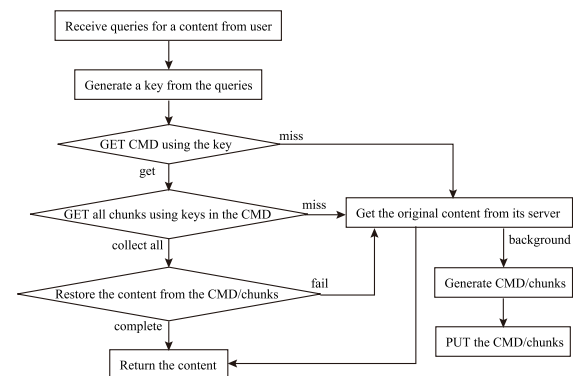 Receive queries for a content from user
Generate a key from the queries
GET CMD using the key
miss
get
GET all chunks using keys in the CMD
miss
Get the original content from its server
collect all
background
Restore the content from the CMD/chunks
fail
Generate CMD/chunks
complete
PUT the CMD/chunks
Return the content